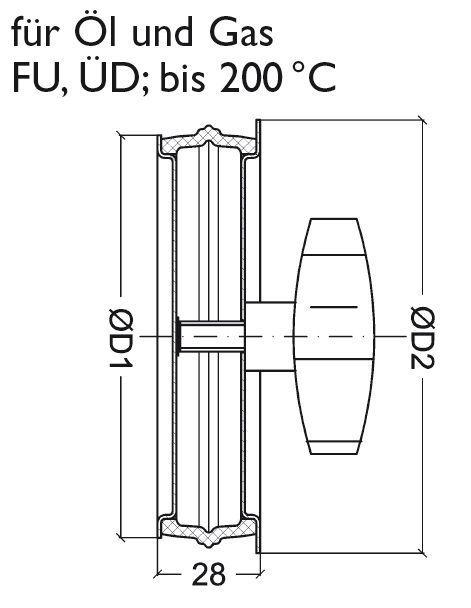 für Öl und Gas
FU, ÜD; bis 200 °C
ØD1
ØD2
28